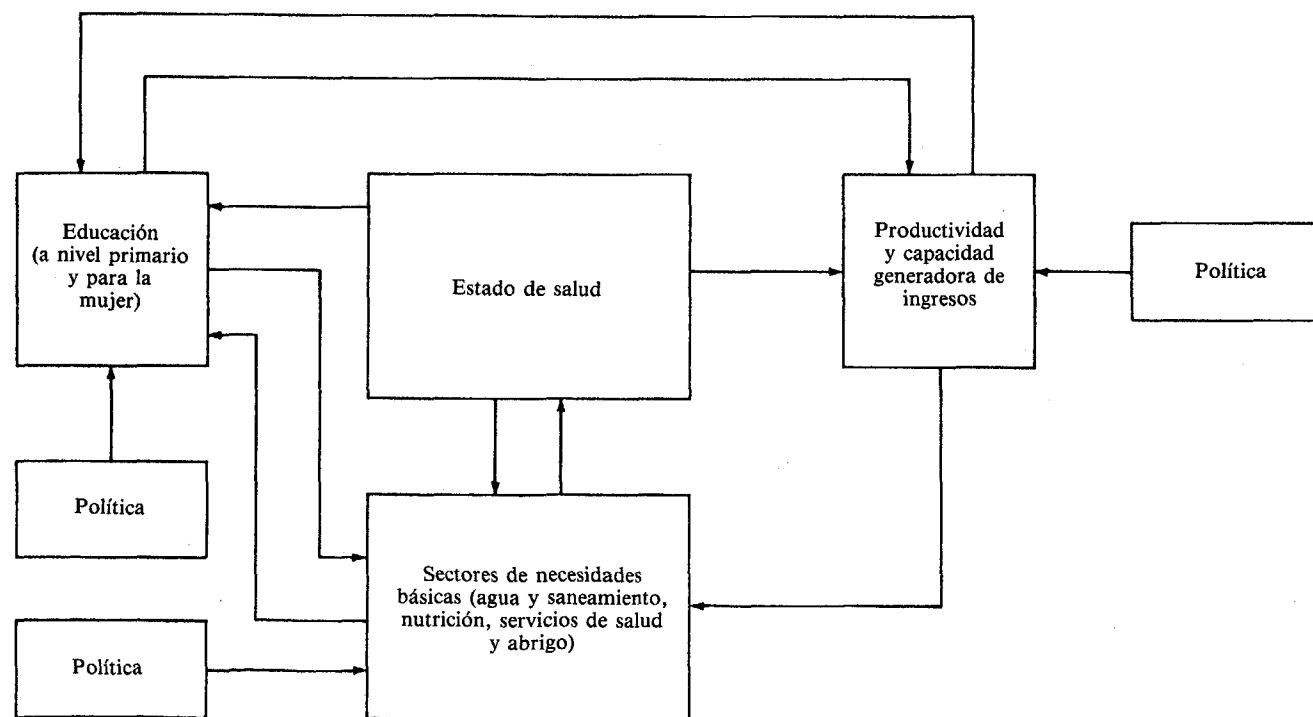 Educación
(a nivel primario
y para la
mujer)
Estado de salud
Productividad
y capacidad
generadora de
ingresos
Política
Política
Sectores de necesidades
básicas (agua y saneamiento,
nutrición, servicios de salud
y abrigo)
Política